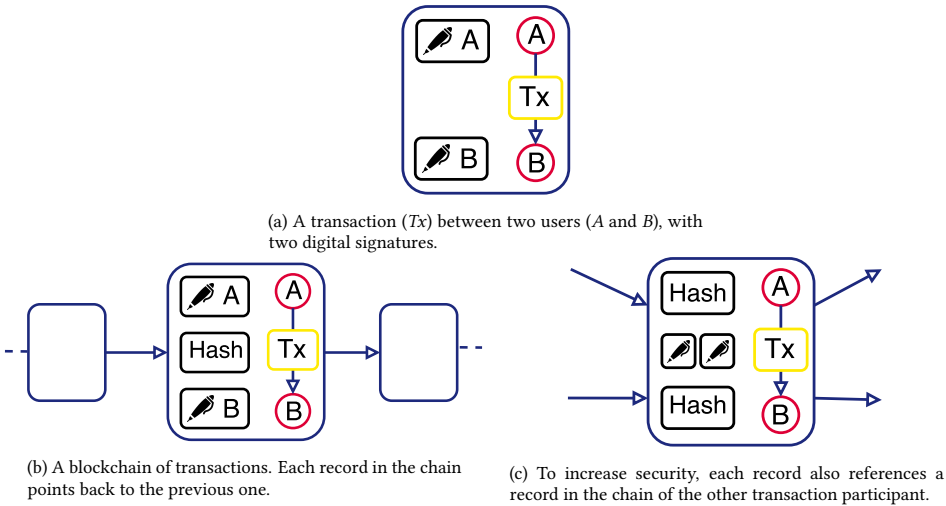 A
A
Tx
B
B
(a) A transaction (Tx) between two users (A and B), with
two digital signatures.
A
A
Hash
Tx
B
B
(b) A blockchain of transactions. Each record in the chain
points back to the previous one.
Hash
A
Tx
Hash
B
(c) To increase security, each record also references a
record in the chain of the other transaction participant.